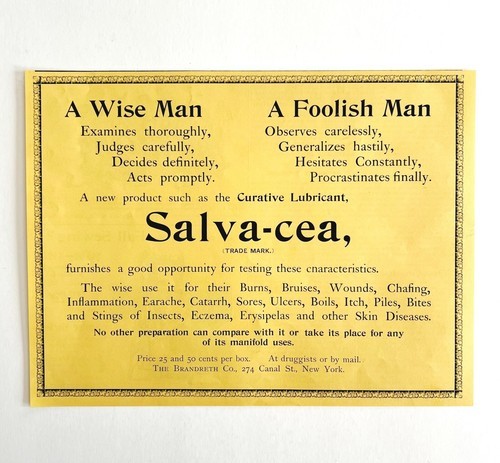 A Wise Man
A Foolish Man
Examines thoroughly,
Judges carefully,
Decides definitely,
Acts promptly.
Observes carelessly,
Generalizes hastily,
Hesitates Constantly,
Procrastinates finally.
A new product such as the Curative Lubricant,
Salva-cea,
(TRADE MARK.)
furnishes a good opportunity for testing these cnaracteristics.
The wise use it for their Burns, Bruises, Wounds, Chafing,
Inflammation, Earache, Catarrh, Sores, Ulcers, Boils, Itch, Piles, Bites
and Stings of Insects, Eczema, Erysipelas and other Skin Diseases.
No other preparation can compare with it or take its place for any
of its manifold uses.
Price 25 and 50 cents per box. At druggists or by mail.
THE BRANDRETH CO., 274 Canal St., New York.